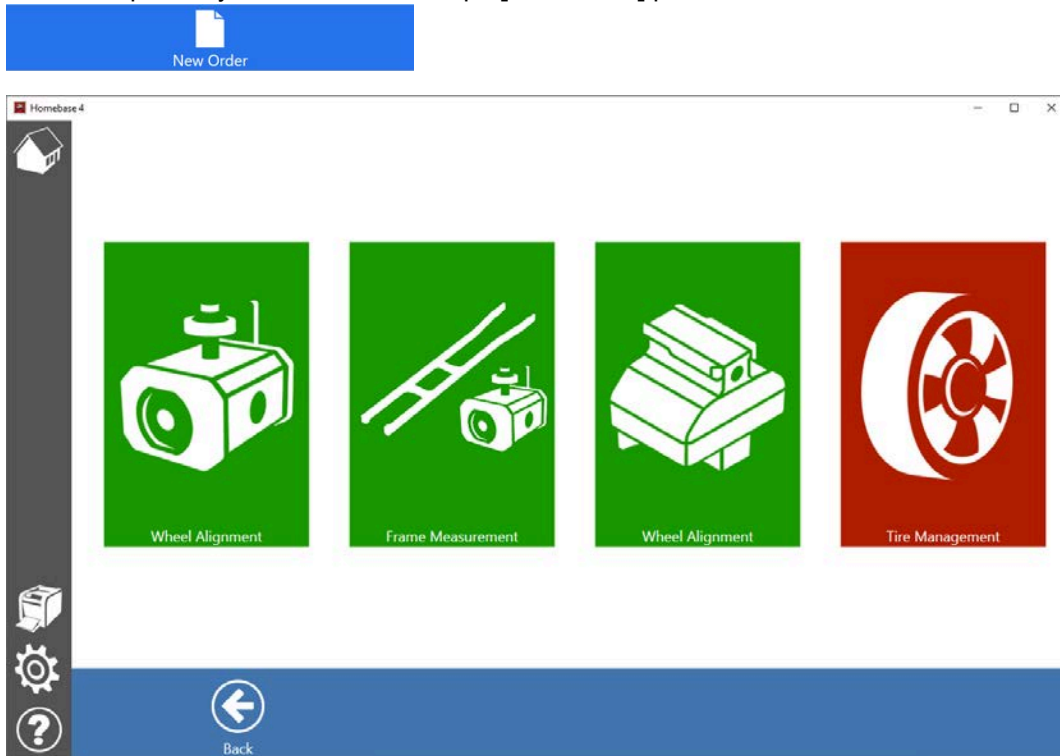 New Order
Homebase 4
Wheel Alignment
Frame Measurement
Wheel Alignment
Tire Management
Back